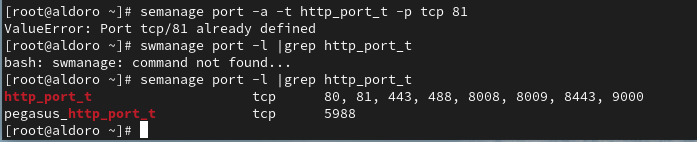 [root@aldoro ~]# semanage port -a -t http_port_t -p tcp 81
ValueError: Port tcp/81 already defined
[root@aldoro ~]# swmanage port -l |grep http_port_t
bash: swmanage: command not found...
[root@aldoro ~]# semanage port -l |grep http_port_t
http_port_t                    tcp      80, 81, 443, 488, 8008, 8009, 8443, 9000
pegasus_http_port_t            tcp      5988
[root@aldoro ~]#